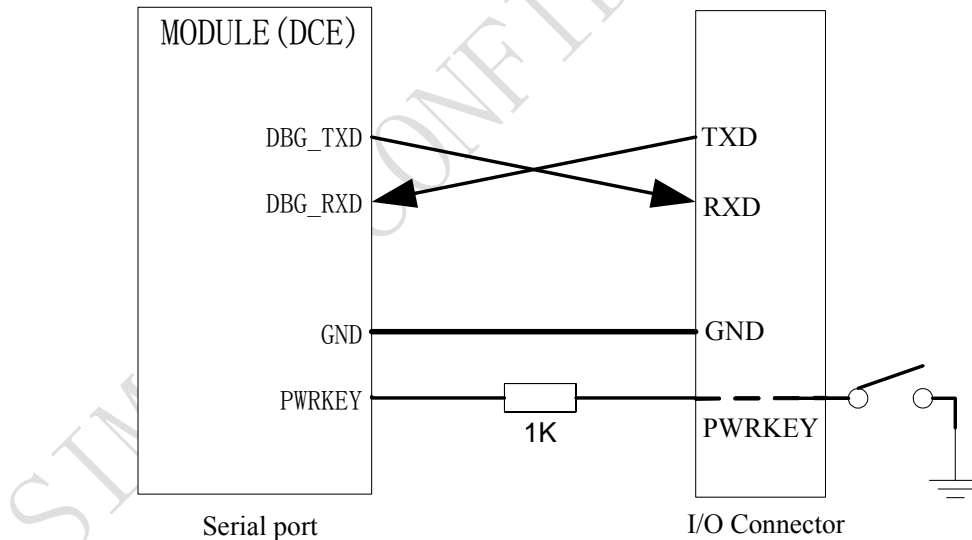 MODULE(DCE)
DBG_TXD
TXD
DBG_RXD
RXD
GND
GND
PWRKEY
1K
PWRKEY
Serial port
I/O Connector